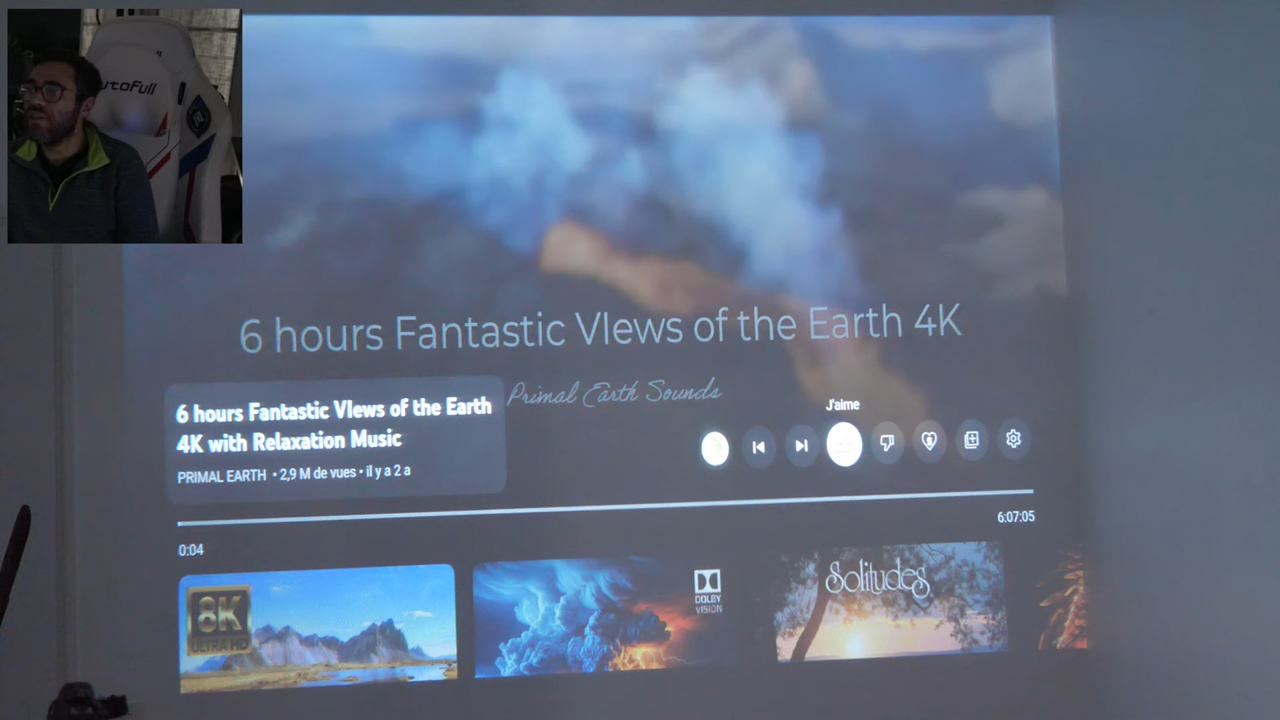 AutoFull
6 hours Fantastic VIews of the Earth 4K
Primal Earth Sounds
6 hours Fantastic VIews of the Earth
4K with Relaxation Music
PRIMAL EARTH • 2,9 M de vues • il y a 2 a
J'aime
0:04
6:07:05
8K
ULTRA HD
DOLBY
VISION
Solitudes